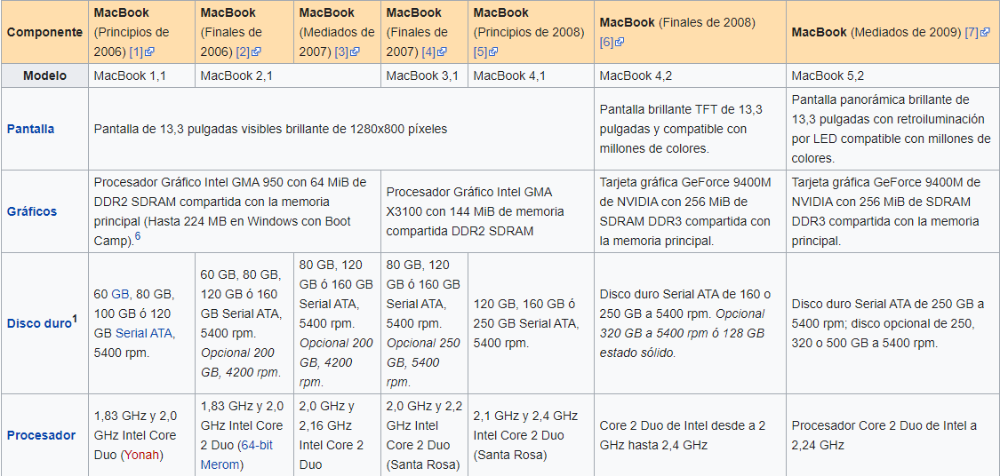 Componente
MacBook
(Principios de
2006) [1]
MacBook
(Finales de
2006) [2]
MacBook
(Mediados de
2007) [3]
MacBook
(Finales de
2007) [4]
MacBook
(Principios de 2008)
[5]
MacBook (Finales de 2008)
[6]
MacBook (Mediados de 2009) [7]
Modelo
MacBook 1,1
MacBook 2,1
MacBook 3,1
MacBook 4,1
MacBook 4,2
MacBook 5,2
Pantalla
Pantalla de 13,3 pulgadas visibles brillante de 1280x800 píxeles
Pantalla brillante TFT de 13,3
pulgadas y compatible con
millones de colores.
Pantalla panorámica brillante de
13,3 pulgadas con retroiluminación
por LED compatible con millones de
colores.
Gráficos
Procesador Gráfico Intel GMA 950 con 64 MiB de
DDR2 SDRAM compartida con la memoria
principal (Hasta 224 MB en Windows con Boot
Camp).6
Procesador Gráfico Intel GMA
X3100 con 144 MiB de memoria
compartida DDR2 SDRAM
Tarjeta gráfica GeForce 9400M
de NVIDIA con 256 MiB de
SDRAM DDR3 compartida con
la memoria principal.
Tarjeta gráfica GeForce 9400M de
NVIDIA con 256 MiB de SDRAM
DDR3 compartida con la memoria
principal.
Disco duro1
60 GB, 80 GB,
100 GB ó 120
GB Serial ATA,
5400 rpm.
60 GB, 80 GB,
120 GB ó 160
GB Serial ATA,
5400 rpm.
Opcional 200
GB, 4200 rpm.
80 GB, 120
GB ó 160 GB
Serial ATA,
5400 rpm.
Opcional 200
GB, 4200
rpm.
80 GB, 120
GB ó 160 GB
Serial ATA,
5400 rpm.
Opcional 250
GB, 5400
rpm.
120 GB, 160 GB ó
250 GB Serial ATA,
5400 rpm.
Disco duro Serial ATA de 160 o
250 GB a 5400 rpm. Opcional
320 GB a 5400 rpm ó 128 GB
estado sólido.
Disco duro Serial ATA de 250 GB a
5400 rpm; disco opcional de 250,
320 o 500 GB a 5400 rpm.
Procesador
1,83 GHz y 2,0
GHz Intel Core
Duo (Yonah)
1,83 GHz y 2,0
GHz Intel Core
2 Duo (64-bit
Merom)
2,0 GHz y
2,16 GHz
Intel Core 2
Duo
2,0 GHz y 2,2
GHz Intel
Core 2 Duo
(Santa Rosa)
2,1 GHz y 2,4 GHz
Intel Core 2 Duo
(Santa Rosa)
Core 2 Duo de Intel desde a 2
GHz hasta 2,4 GHz
Procesador Core 2 Duo de Intel a
2,24 GHz